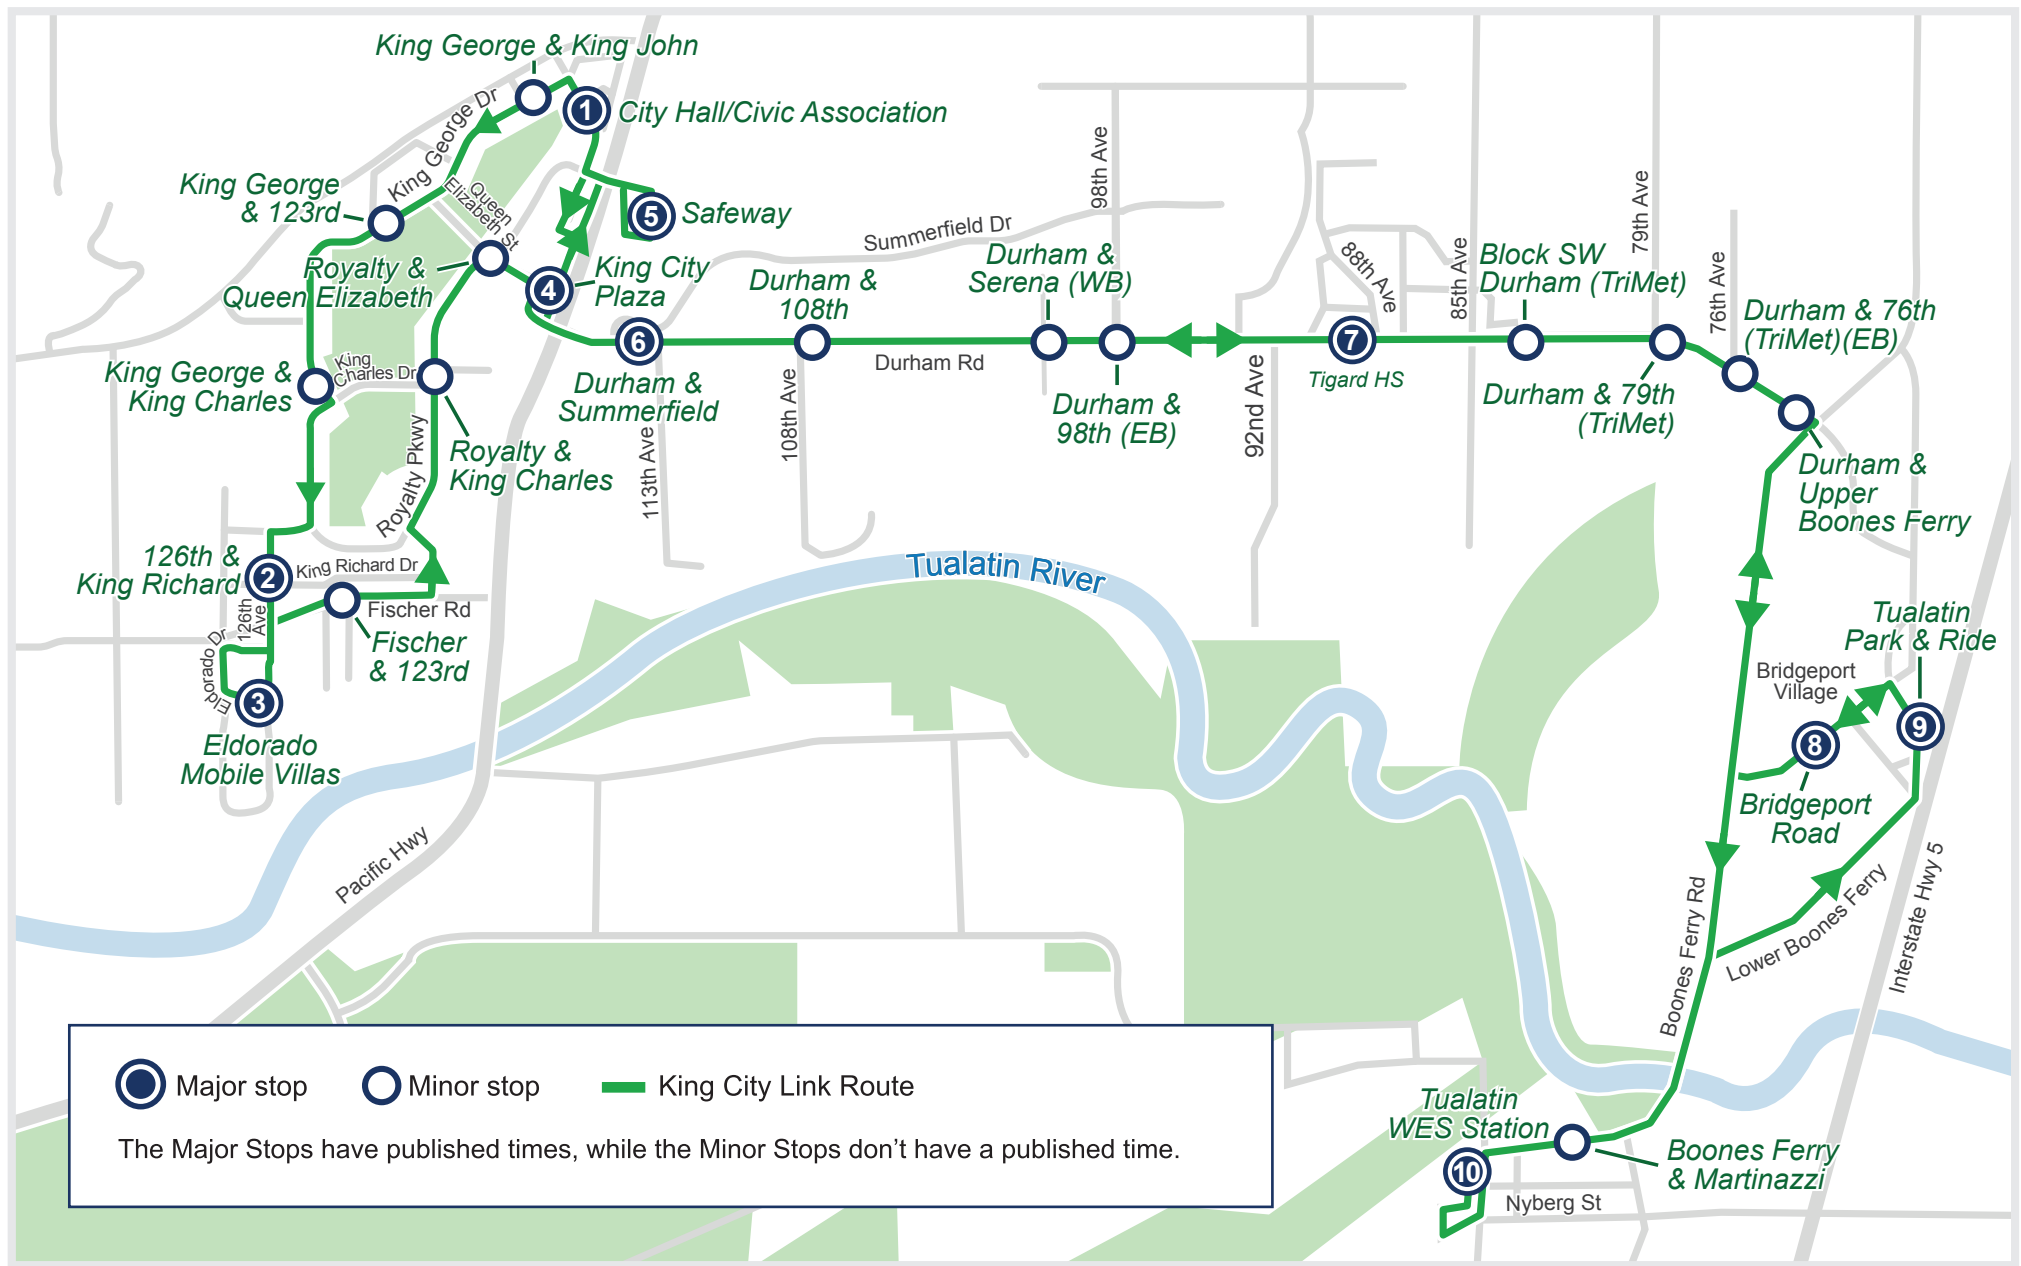 King George & King John
1
City Hall/Civic Association
King George Dr
King George
& 123rd
Queen
Elizabeth St
5
Safeway
98th Ave
79th Ave
Summerfield Dr
Royalty &
Queen Elizabeth
4
King City
Plaza
Durham &
108th
Durham &
Serena (WB)
88th Ave
85th Ave
Block SW
Durham (TriMet)
76th Ave
Durham & 76th
(TriMet)(EB)
6
7
Durham Rd
Tigard HS
King George &
King Charles
King
Charles Dr
Durham &
Summerfield
108th Ave
92nd Ave
Durham &
98th (EB)
Durham & 79th
(TriMet)
Royalty Pkwy
Royalty &
King Charles
113th Ave
Durham &
Upper
Boones Ferry
126th &
King Richard
2
King Richard Dr
Tualatin River
Fischer Rd
126th
Ave
Fischer
& 123rd
Eldorado Dr
3
Eldorado
Mobile Villas
Tualatin
Park & Ride
Bridgeport
Village
8
9
Bridgeport
Road
Pacific Hwy
Boones Ferry Rd
Lower Boones Ferry
Interstate Hwy 5
Major stop
Minor stop
King City Link Route
The Major Stops have published times, while the Minor Stops don’t have a published time.
Tualatin
WES Station
10
Boones Ferry
& Martinazzi
Nyberg St